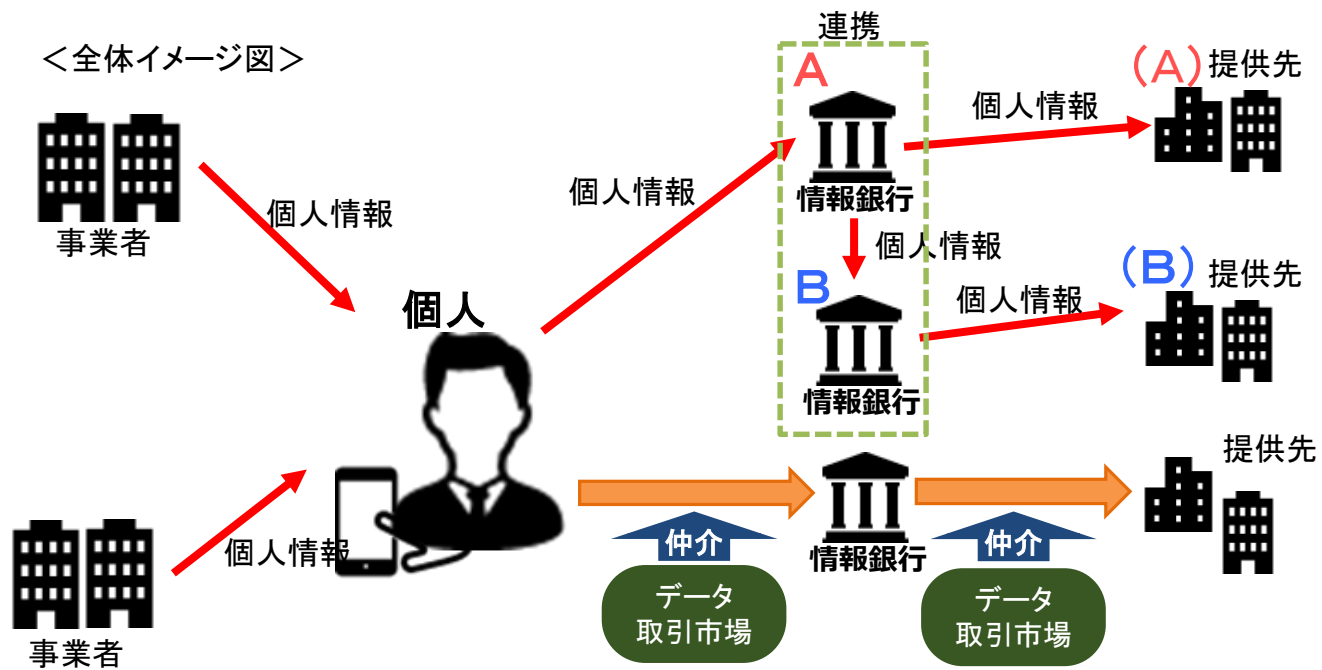 連携
＜全体イメージ図＞
A
(A) 提供先
個人情報
個人情報
事業者
個人情報
情報銀行
個人情報
B
(B) 提供先
個人情報
個人
情報銀行
提供先
個人情報
仲介
情報銀行
仲介
データ
取引市場
データ
取引市場
事業者